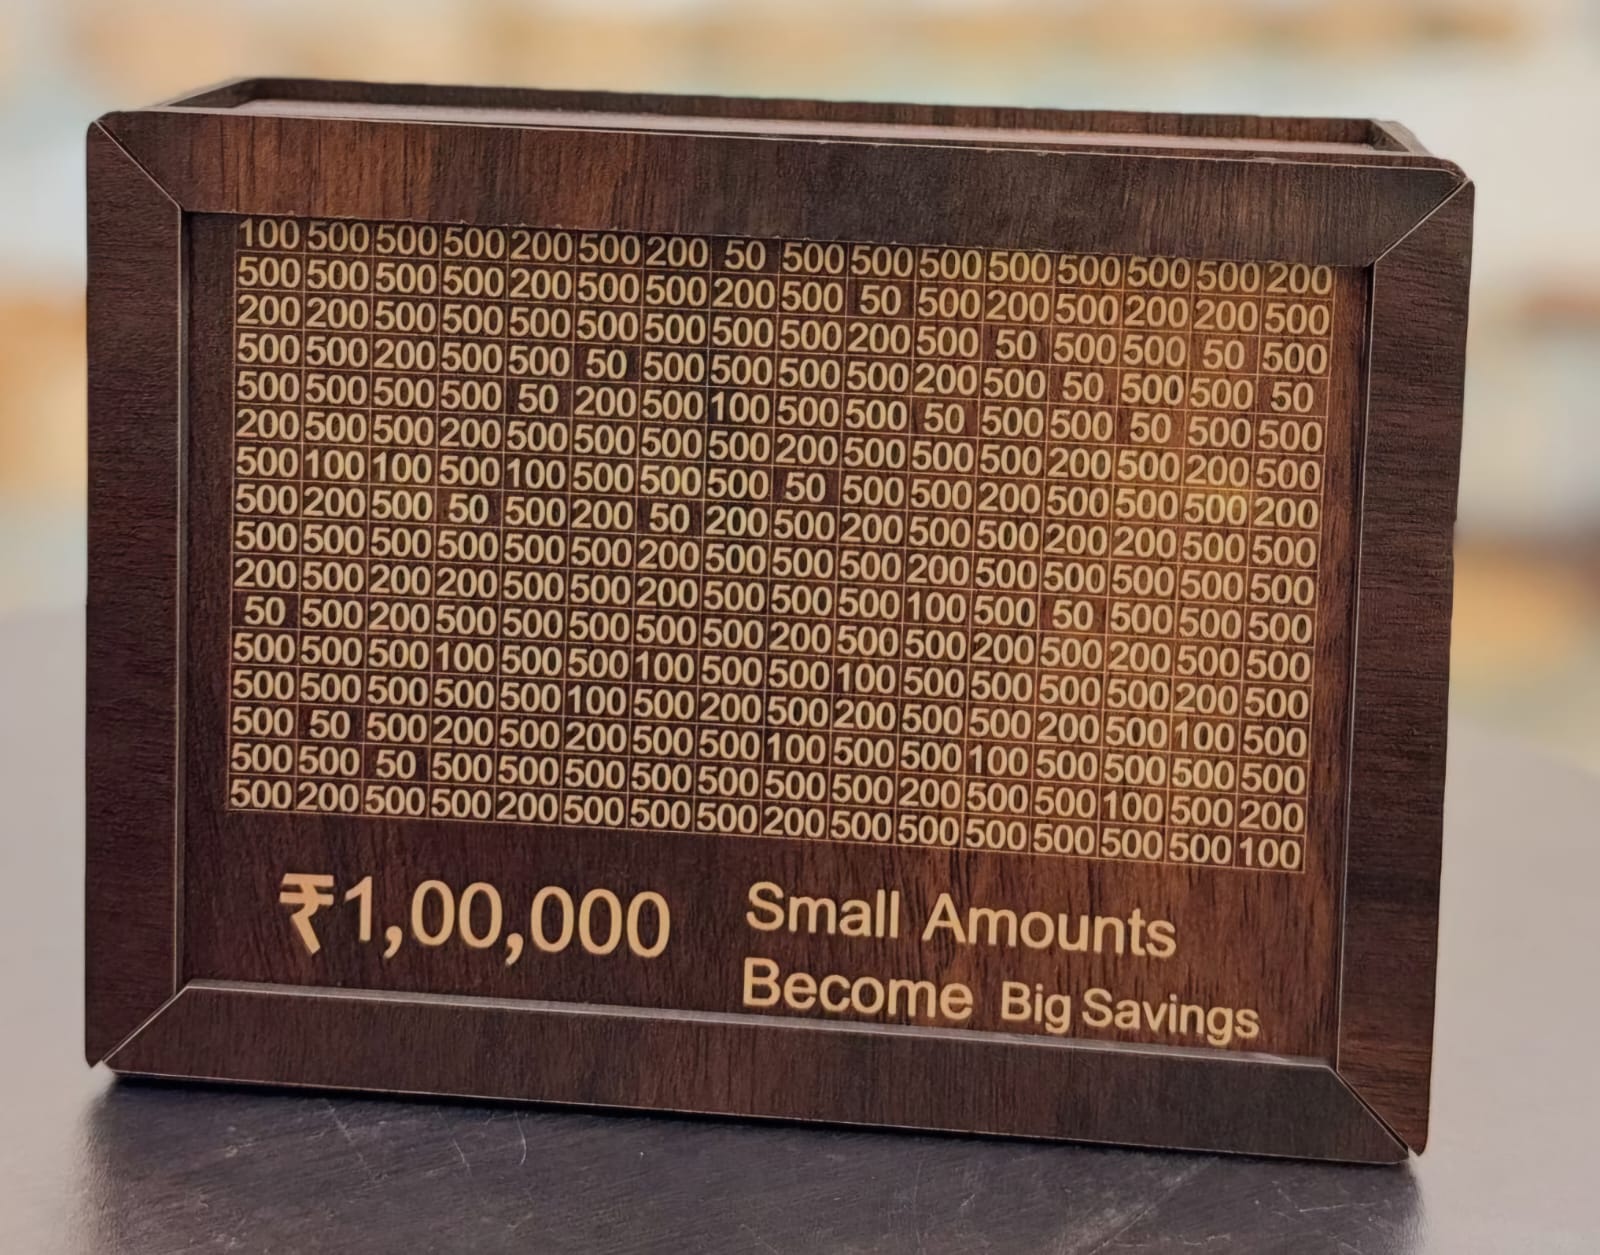 100 500 500 500 200 500 200 50 500 500 500 500 500 500 500 200
500 500 500 500 200 500 500 200 500 50 500 200 500 200 200 500
200 200 500 500 500 500 500 500 500 200 500 50 500 500 50 500
500 500 200 500 500 50 500 500 500 500 200 500 50 500 500 50
500 500 500 500 50 200 500 100 500 500 50 500 500 50 500 500
200 500 500 200 500 500 500 500 200 500 500 500 200 500 200 500
500 100 100 500 100 500 500 500 50 500 500 200 500 500 500 200
500 200 500 50 500 200 50 200 500 200 500 500 200 200 500 500
500 500 500 500 500 500 200 500 500 500 200 500 500 500 500 500
200 500 200 200 500 500 200 500 500 500 100 500 50 500 500 500
50 500 200 500 500 500 500 500 200 500 500 200 500 200 500 500
500 500 500 100 500 500 100 500 500 100 500 500 500 500 200 500
500 500 500 500 500 100 500 200 500 200 500 500 200 500 100 500
500 50 500 200 500 200 500 500 100 500 500 100 500 500 500 500
500 500 50 500 500 500 500 500 500 500 200 500 500 100 500 200
500 200 500 500 200 500 500 500 200 500 500 500 500 500 500 100
₹1,00,000
Small Amounts
Become Big Savings